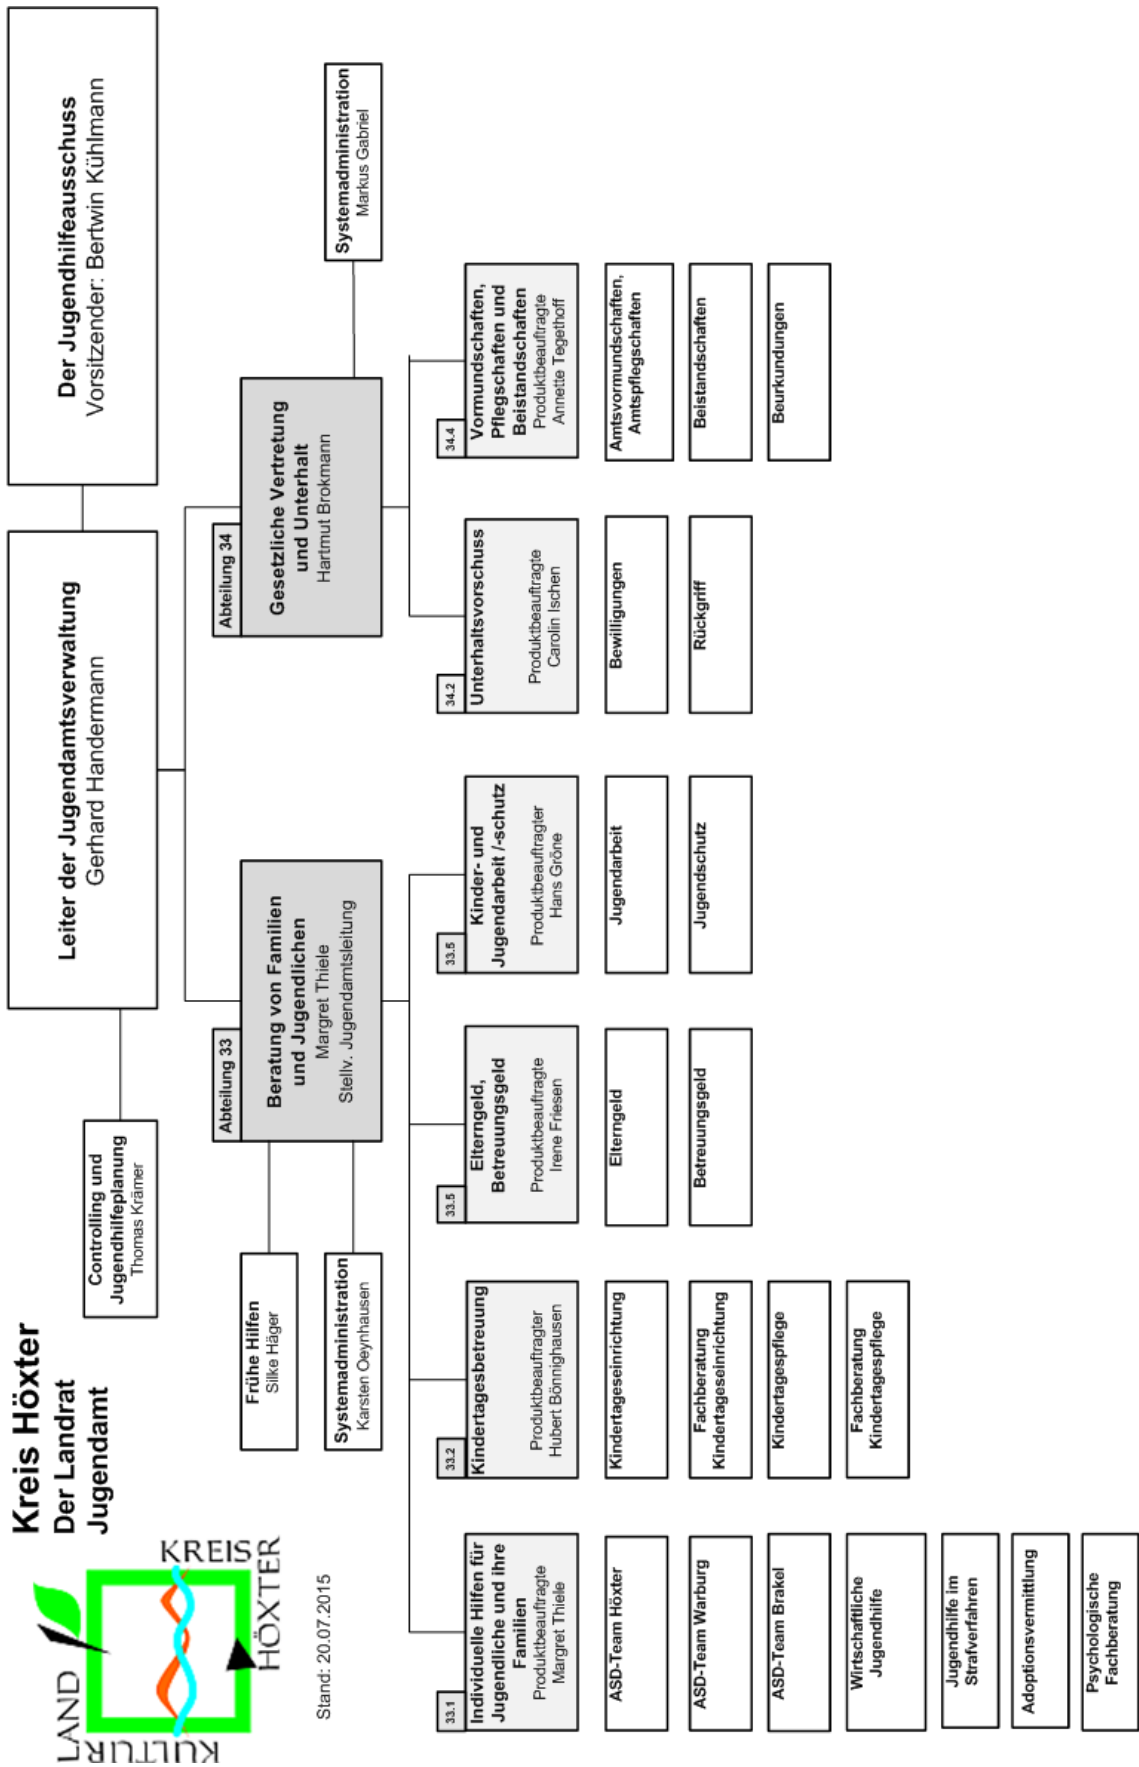 Kreis Höxter
Der Landrat
Jugendamt
KULTUR
LAND
KREIS
HÖXTER
Stand: 20.07.2015
Leiter der Jugendamtsverwaltung
Gerhard Handermann
Der Jugendhilfeausschuss
Vorsitzender: Bertwin Kühlmann
Controlling und
Jugendhilfeplanung
Thomas Krämer
Abteilung 33
Beratung von Familien
und Jugendlichen
Margret Thiele
Stellv. Jugendamtsleitung
Frühe Hilfen
Silke Häger
Systemadministration
Karsten Oeynhausen
Abteilung 34
Gesetzliche Vertretung
und Unterhalt
Hartmut Brokmann
Systemadministration
Markus Gabriel
33.1
Individuelle Hilfen für
Jugendliche und ihre
Familien
Produktbeauftragte
Margret Thiele
ASD-Team Höxter
ASD-Team Warburg
ASD-Team Brakel
Wirtschaftliche
Jugendhilfe
Jugendhilfe im
Strafverfahren
Adoptionsvermittlung
Psychologische
Fachberatung
33.2
Kindertagesbetreuung
Produktbeauftragter
Hubert Bönnighausen
Kindertageseinrichtung
Fachberatung
Kindertageseinrichtung
Kindertagespflege
Fachberatung
Kindertagespflege
33.5
Elterngeld,
Betreuungsgeld
Produktbeauftragte
Irene Friesen
Elterngeld
Betreuungsgeld
33.5
Kinder- und
Jugendarbeit /-schutz
Produktbeauftragter
Hans Gröne
Jugendarbeit
Jugendschutz
34.2
Unterhaltsvorschuss
Produktbeauftragte
Carolin Ischen
Bewilligungen
Rückgriff
34.4
Vormundschaften,
Pflegschaften und
Beistandschaften
Produktbeauftragte
Annette Tegethoff
Amtsvormundschaften,
Amtspflegschaften
Beistandschaften
Beurkundungen